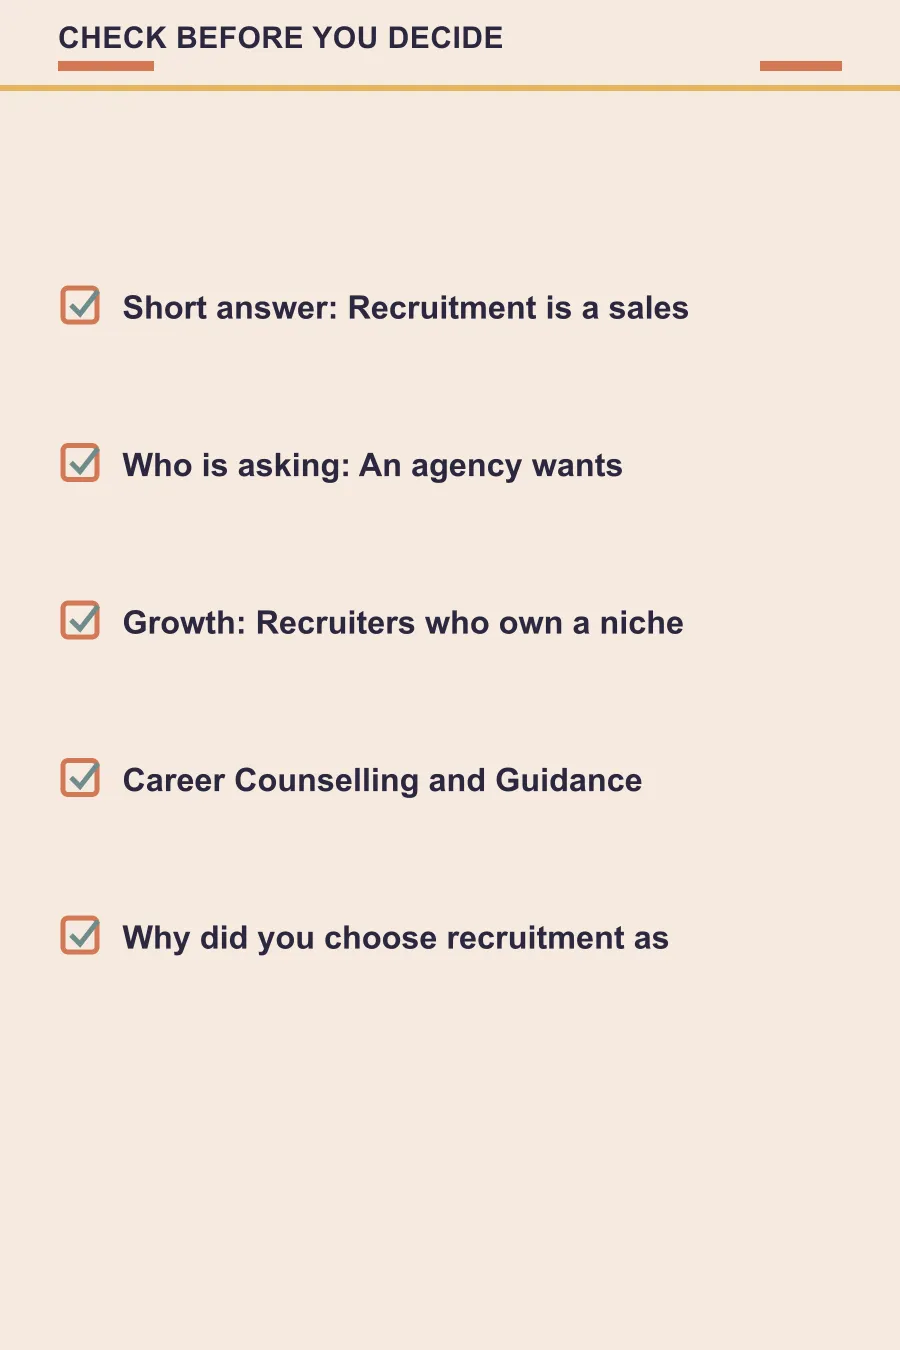 CHECK BEFORE YOU DECIDE
Short answer: Recruitment is a sales
Who is asking: An agency wants
Growth: Recruiters who own a niche
Career Counselling and Guidance
Why did you choose recruitment as